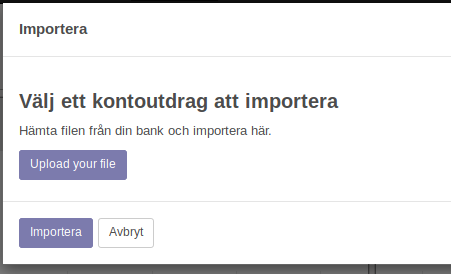 Importera
Välj ett kontoutdrag att importera
Hämta filen från din bank och importera här.
Upload your file
Importera
Avbryt